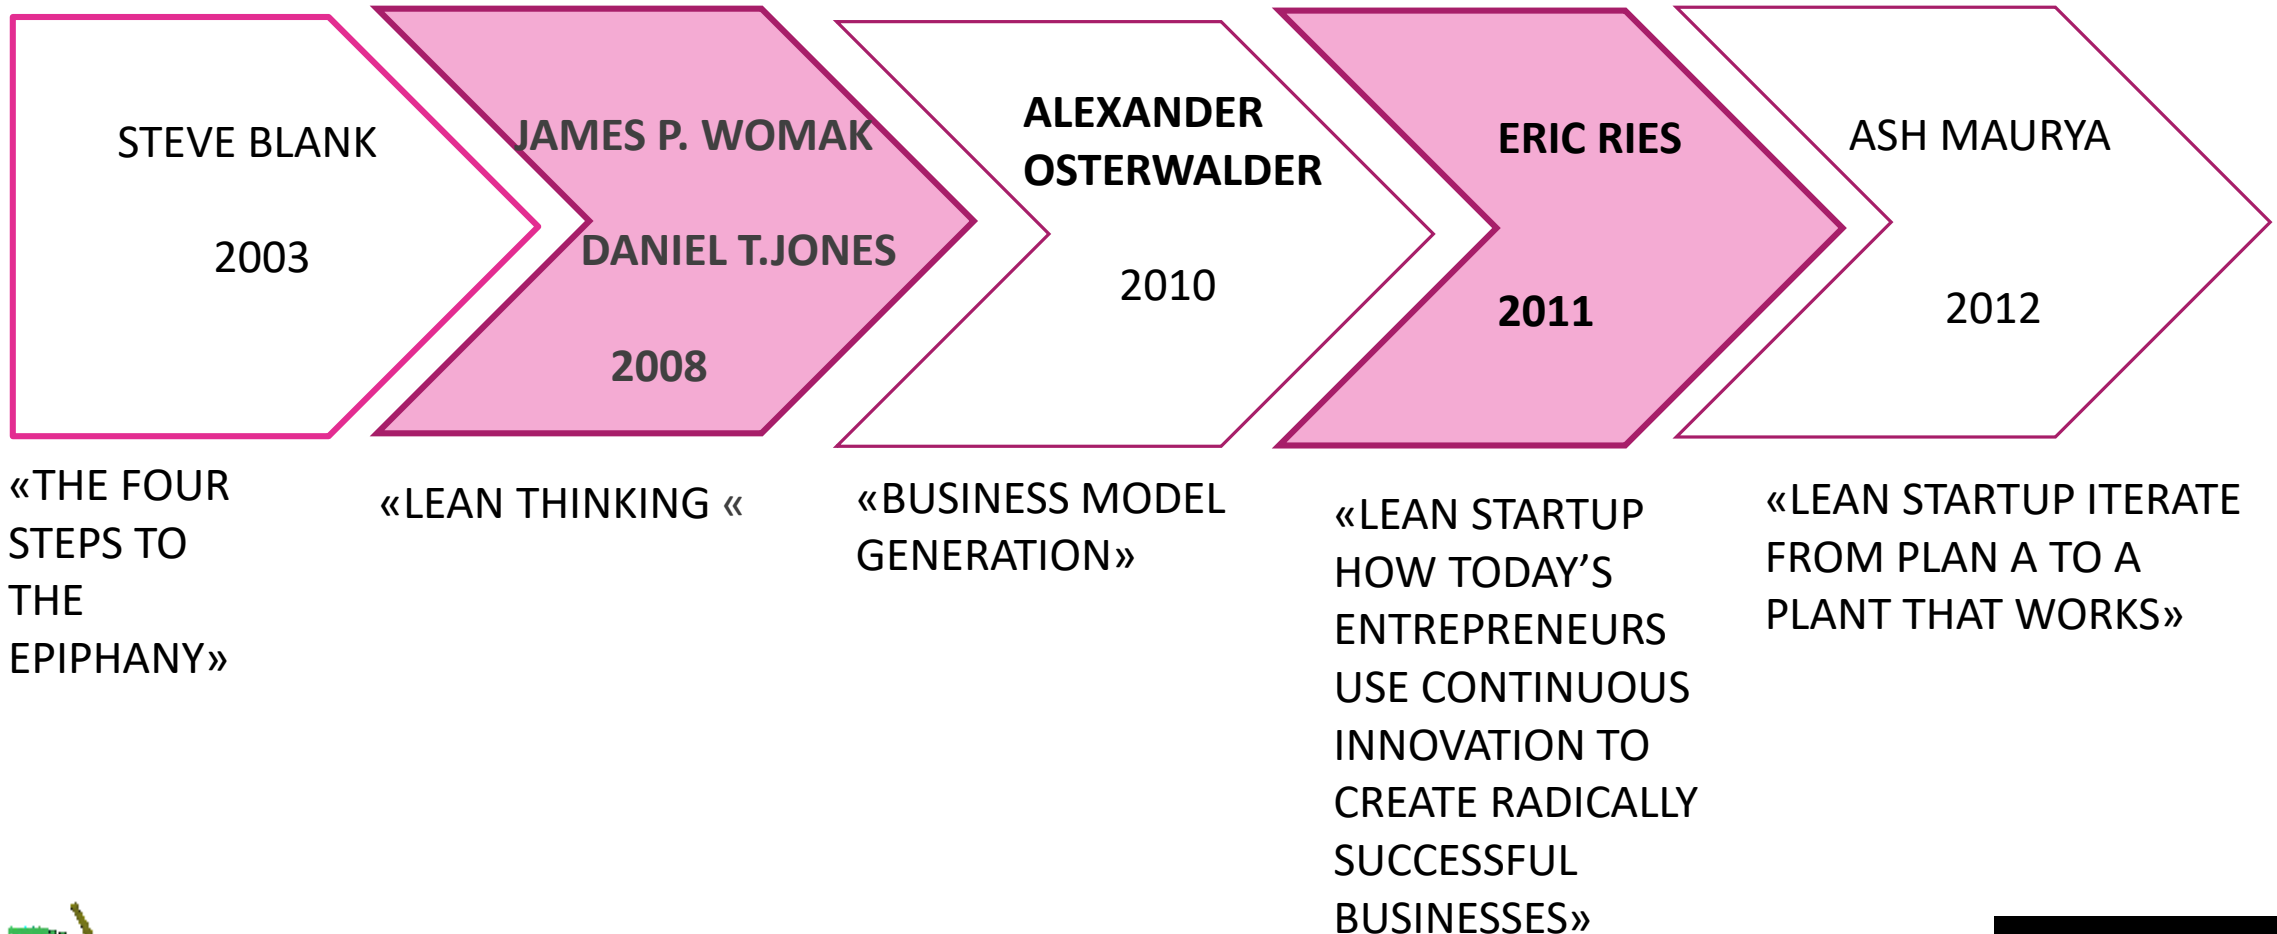 STEVE BLANK
2003
JAMES P. WOMAK
DANIEL T.JONES
2008
ALEXANDER
OSTERWALDER
2010
ERIC RIES
2011
ASH MAURYA
2012
«THE FOUR
STEPS TO
THE
EPIPHANY»
«LEAN THINKING «
«BUSINESS MODEL
GENERATION»
«LEAN STARTUP
HOW TODAY’S
ENTREPRENEURS
USE CONTINUOUS
INNOVATION TO
CREATE RADICALLY
SUCCESSFUL
BUSINESSES»
«LEAN STARTUP ITERATE
FROM PLAN A TO A
PLANT THAT WORKS»